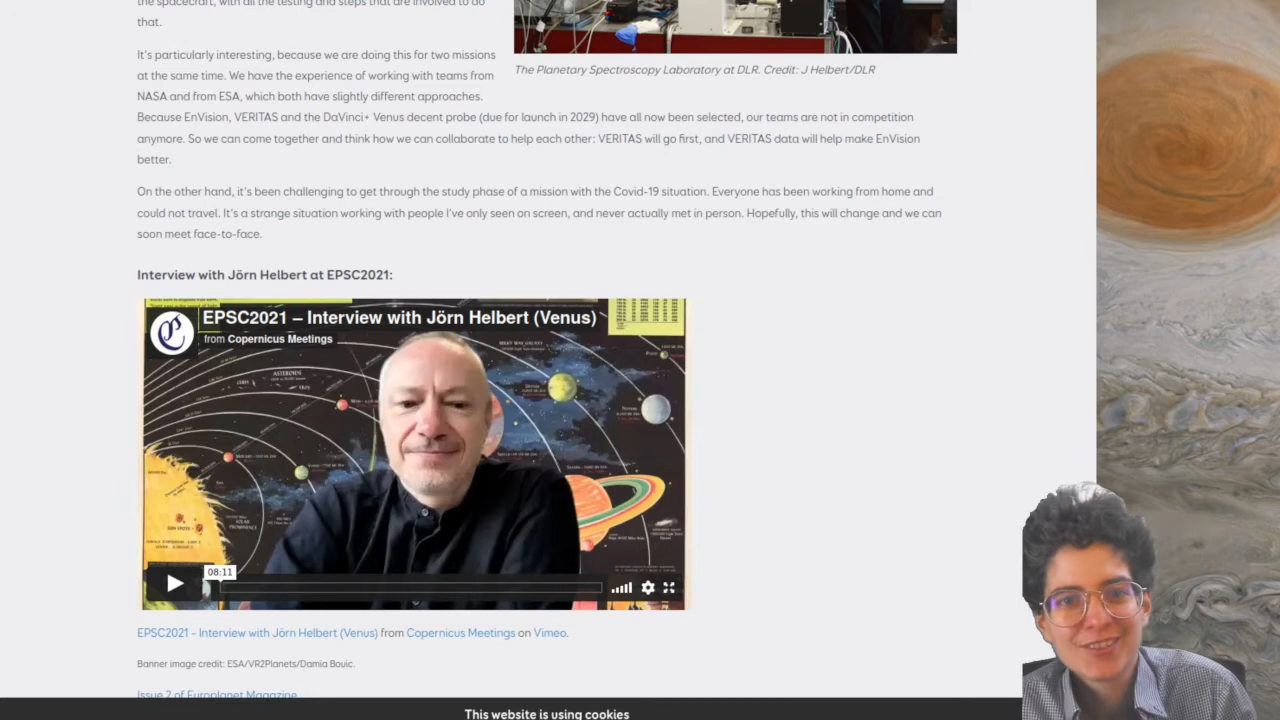 the spacecraft, with all the testing and steps that are involved to do
that.
The Planetary Spectroscopy Laboratory at DLR. Credit: J Helbert/DLR
It's particularly interesting, because we are doing this for two missions
at the same time. We have the experience of working with teams from
NASA and from ESA, which both have slightly different approaches.
Because EnVision, VERITAS and the DaVinci+ Venus decent probe (due for launch in 2029) have all now been selected, our teams are not in competition
anymore. So we can come together and think how we can collaborate to help each other: VERITAS will go first, and VERITAS data will help make EnVision
better.
On the other hand, it's been challenging to get through the study phase of a mission with the Covid-19 situation. Everyone has been working from home and
could not travel. It's a strange situation working with people I've only seen on screen, and never actually met in person. Hopefully, this will change and we can
soon meet face-to-face.
Interview with Jörn Helbert at EPSC2021:
EPSC2021 – Interview with Jörn Helbert (Venus)
from Copernicus Meetings
MILKY WAY GALAXY
ASTEROIDS
08:11
EPSC2021 – Interview with Jörn Helbert (Venus) from Copernicus Meetings on Vimeo.
Banner image credit: ESA/VR2Planets/Damia Bouic.
Issue 2 of Europlanet Magazine
This website is using cookies